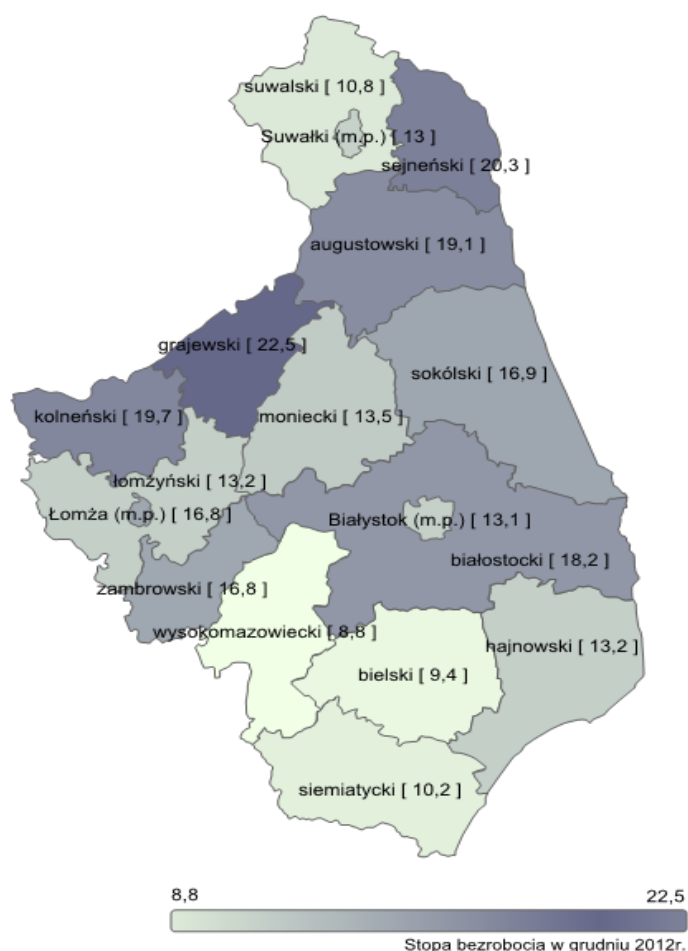 suwalski [ 10,8 ]
Suwałki (m.p.) [ 13 ]
sejneński [ 20,3 ]
augustowski [ 19,1 ]
grajewski [ 22,5 ]
sokólski [ 16,9 ]
kolneński [ 19,7 ]
moniecki [ 13,5 ]
łomżyński [ 13,2 ]
Łomża (m.p.) [ 16,8 ]
Białystok (m.p.) [ 13,1 ]
białostocki [ 18,2 ]
zambrowski [ 16,8 ]
wysokomazowiecki [ 8,8 ]
hajnowski [ 13,2 ]
bielski [ 9,4 ]
siemiatycki [ 10,2 ]
8,8
22,5
Stopa bezrobocia w grudniu 2012r.